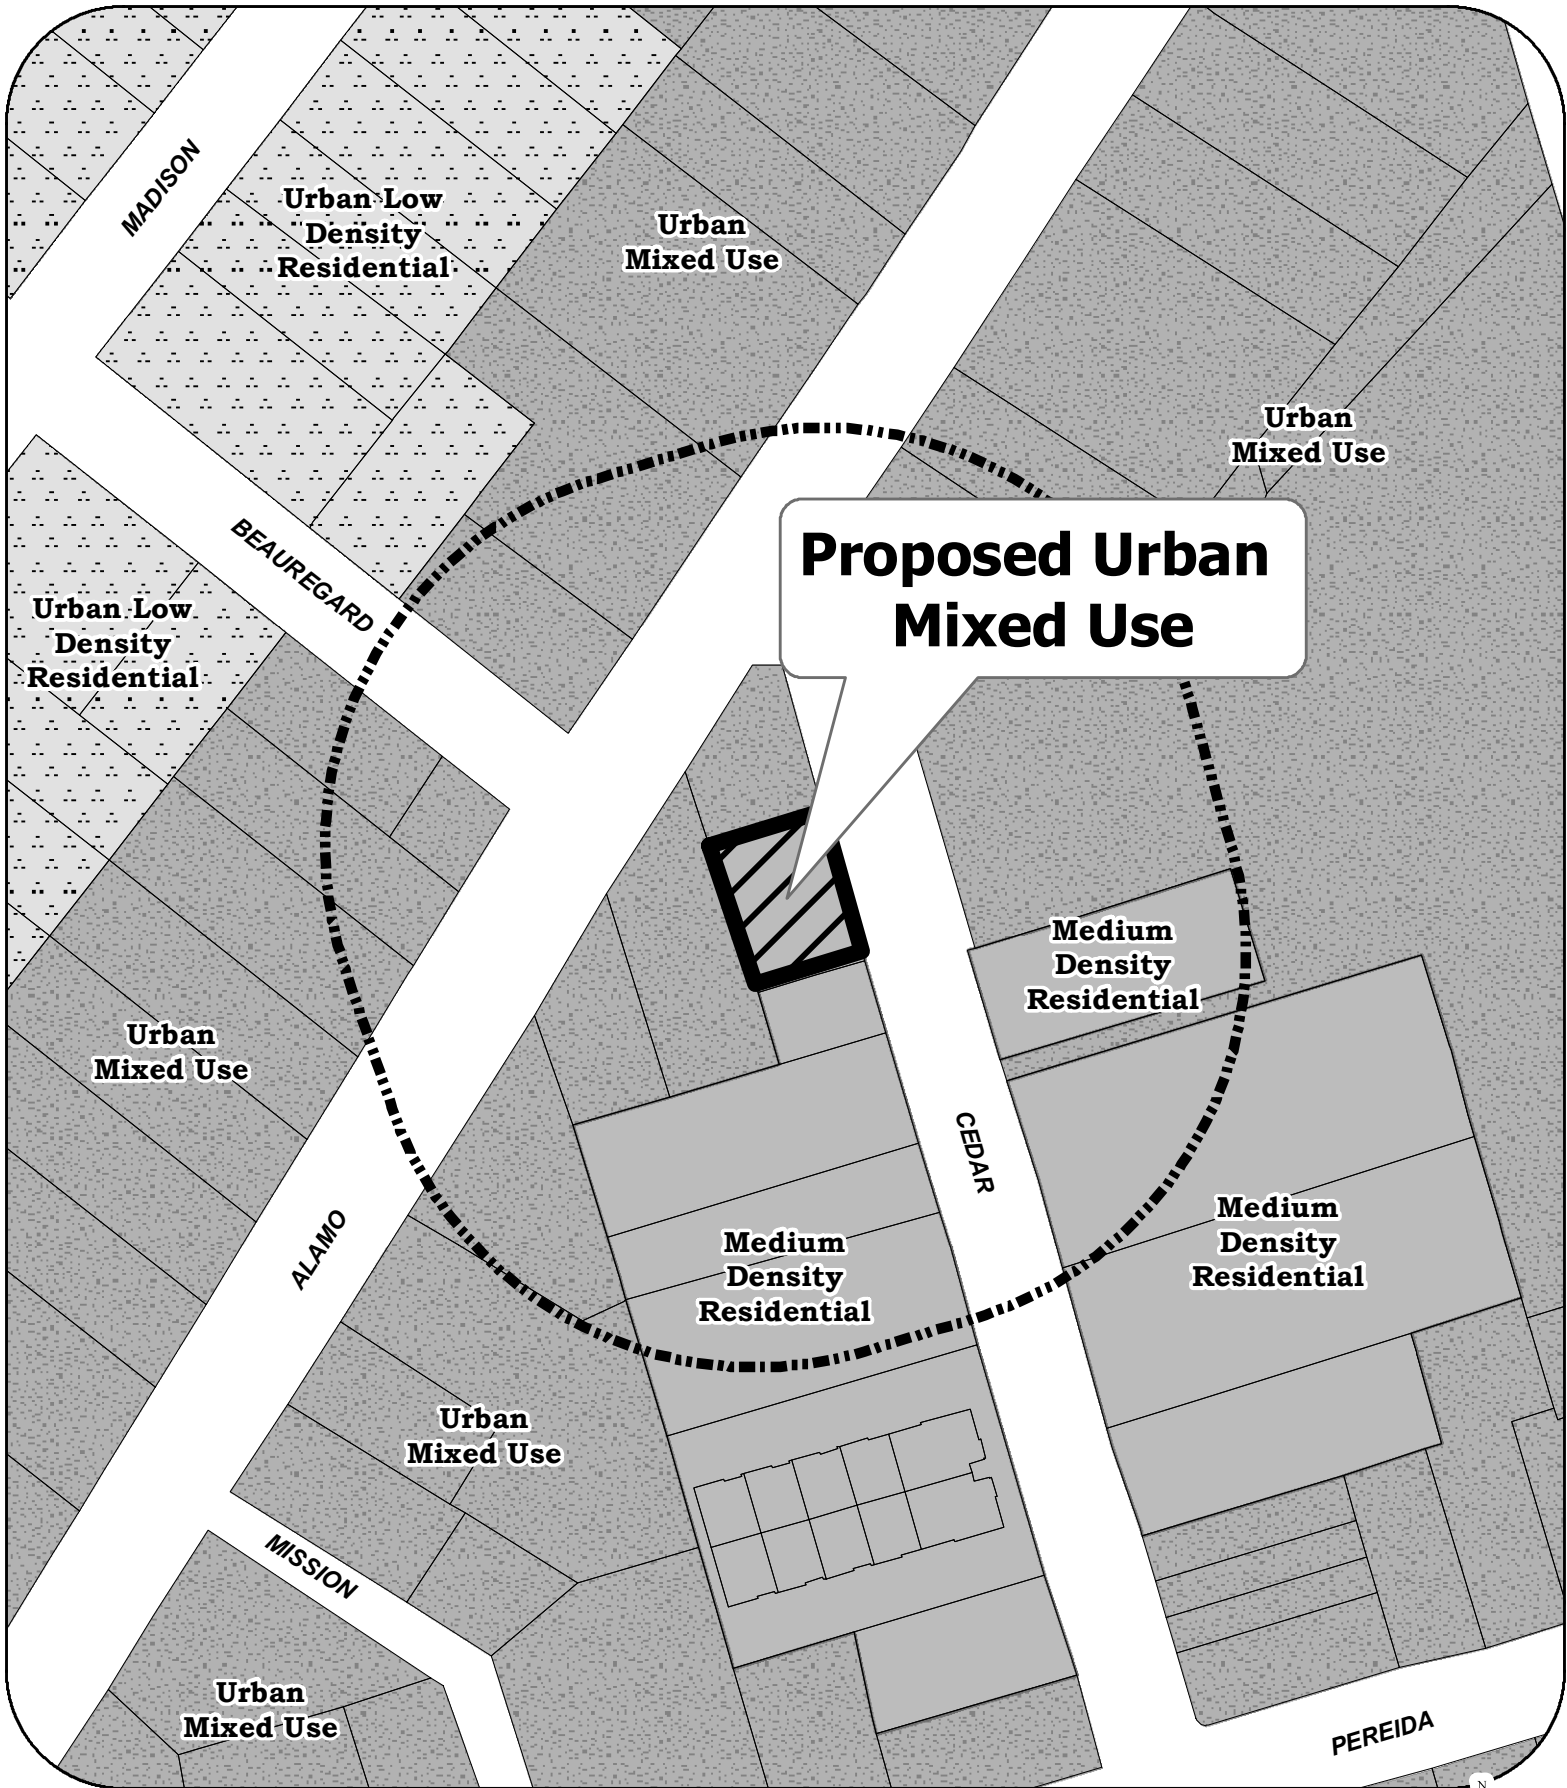 MADISON
Urban Low
Density
Residential
Urban
Mixed Use
Urban
Mixed Use
Proposed Urban
Mixed Use
BEAUREGARD
Urban Low
Density
Residential
Medium
Density
Residential
Urban
Mixed Use
CEDAR
ALAMO
Medium
Density
Residential
Medium
Density
Residential
Urban
Mixed Use
MISSION
Urban
Mixed Use
PEREIDA
N